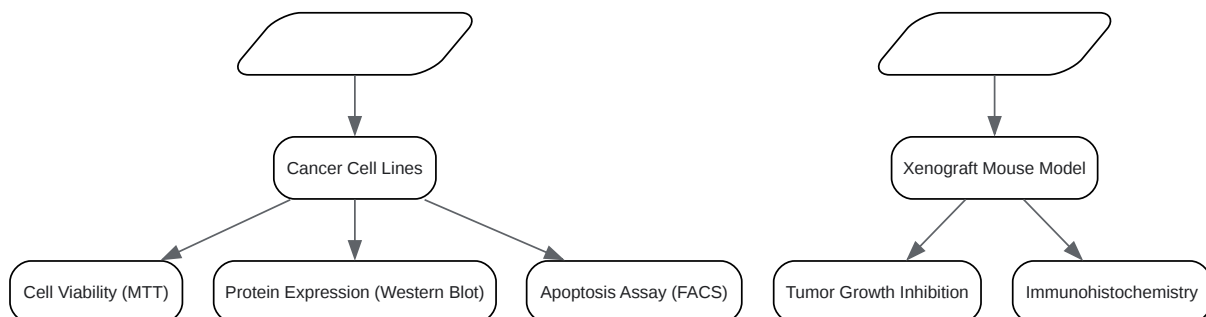 Cancer Cell Lines
Xenograft Mouse Model
Cell Viability (MTT)
Protein Expression (Western Blot)
Apoptosis Assay (FACS)
Tumor Growth Inhibition
Immunohistochemistry